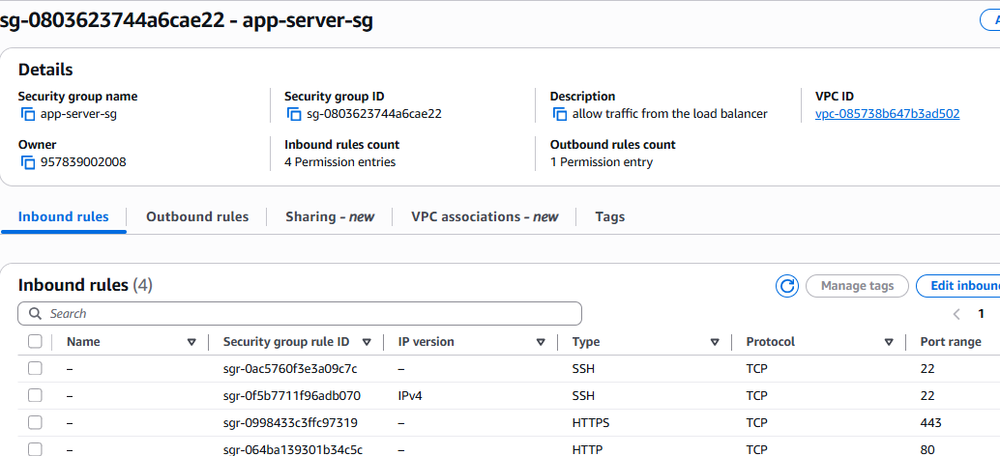 sg-0803623744a6cae22 - app-server-sg
A
Details
Security group name
app-server-sg
Security group ID
sg-0803623744a6cae22
Description
allow traffic from the load balancer
VPC ID
vpc-085738b647b3ad502
Owner
957839002008
Inbound rules count
4 Permission entries
Outbound rules count
1 Permission entry
Inbound rules Outbound rules Sharing - new VPC associations - new Tags
Inbound rules (4) Manage tags Edit inboun
Search 1
Name Security group rule ID IP version Type Protocol Port range
– sgr-0ac5760f3e3a09c7c – SSH TCP 22
– sgr-0f5b7711f96adb070 IPv4 SSH TCP 22
– sgr-0998433c3ffc97319 – HTTPS TCP 443
– sgr-064ba139301b34c5c – HTTP TCP 80